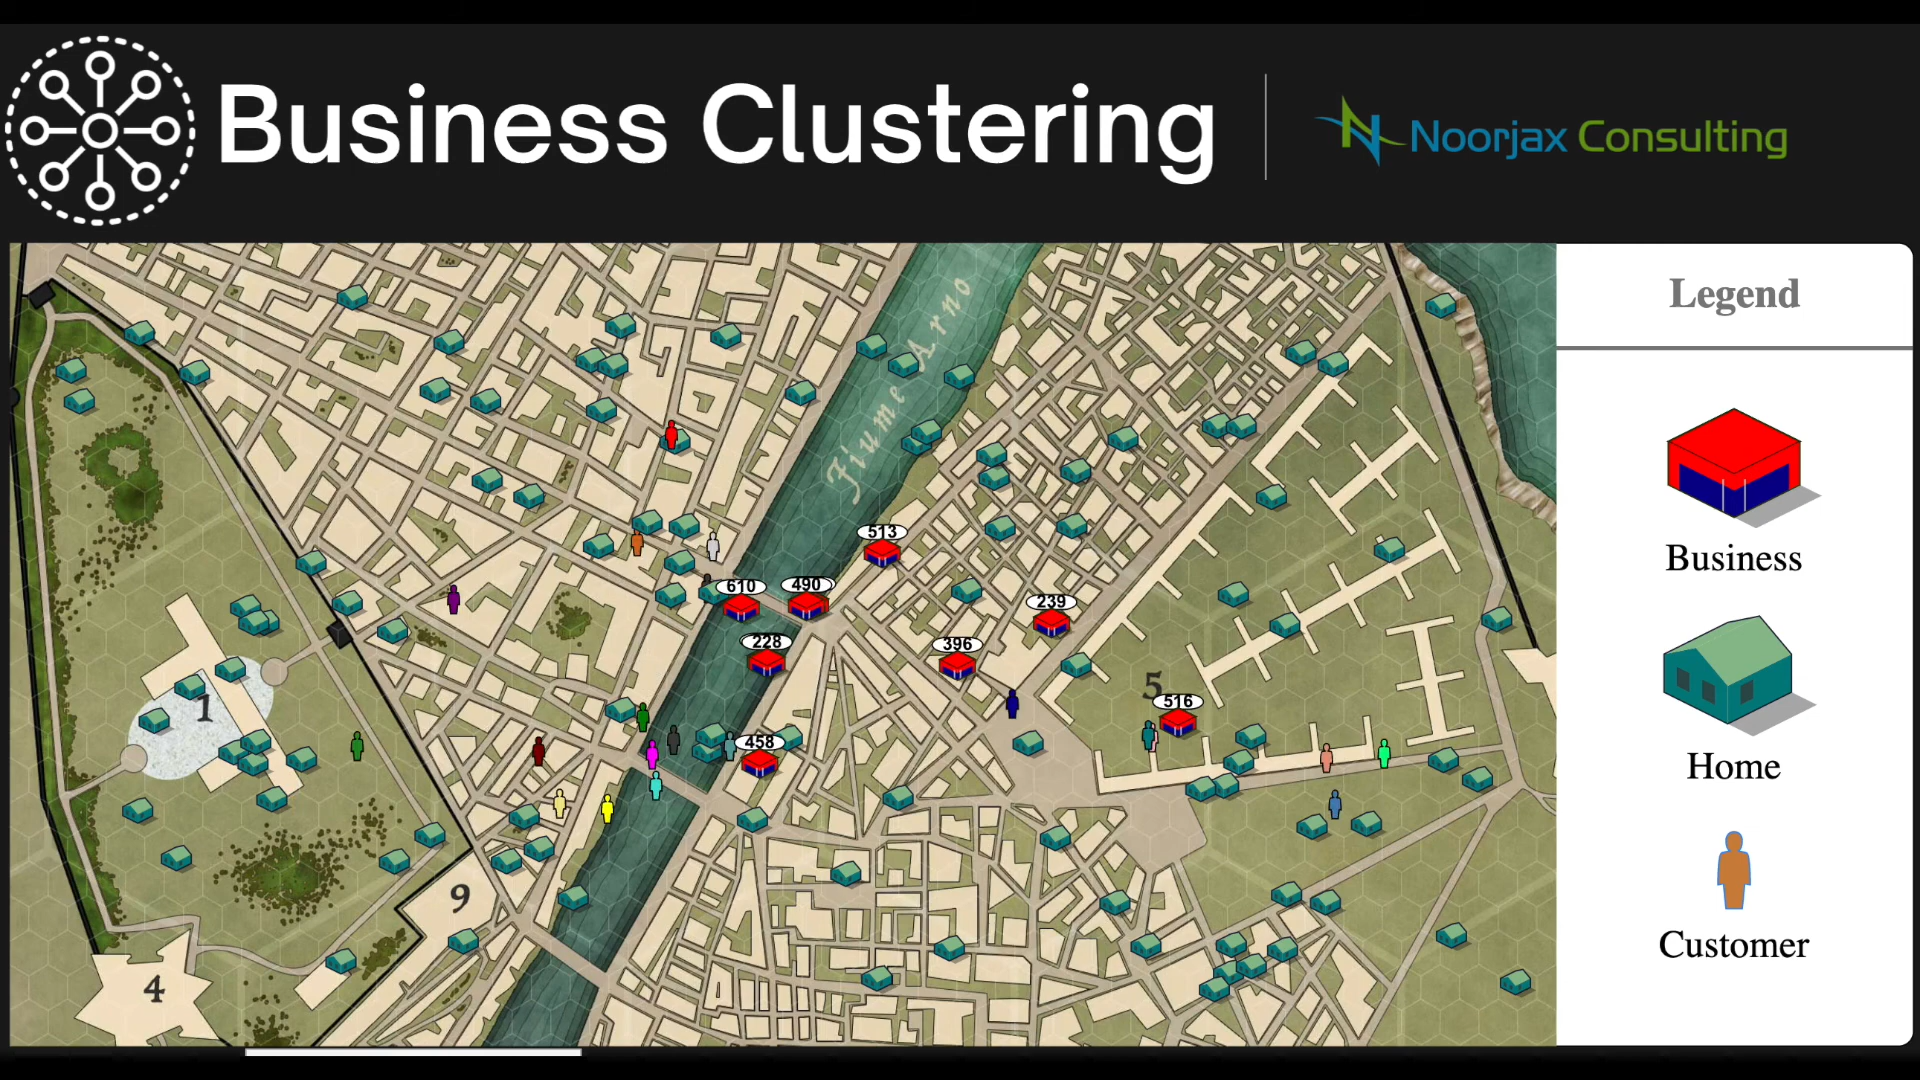 Business Clustering
Noorjax Consulting
Legend
Business
Home
Customer
Fiume Arno
513
610
490
239
228
396
5
516
1
458
9
4